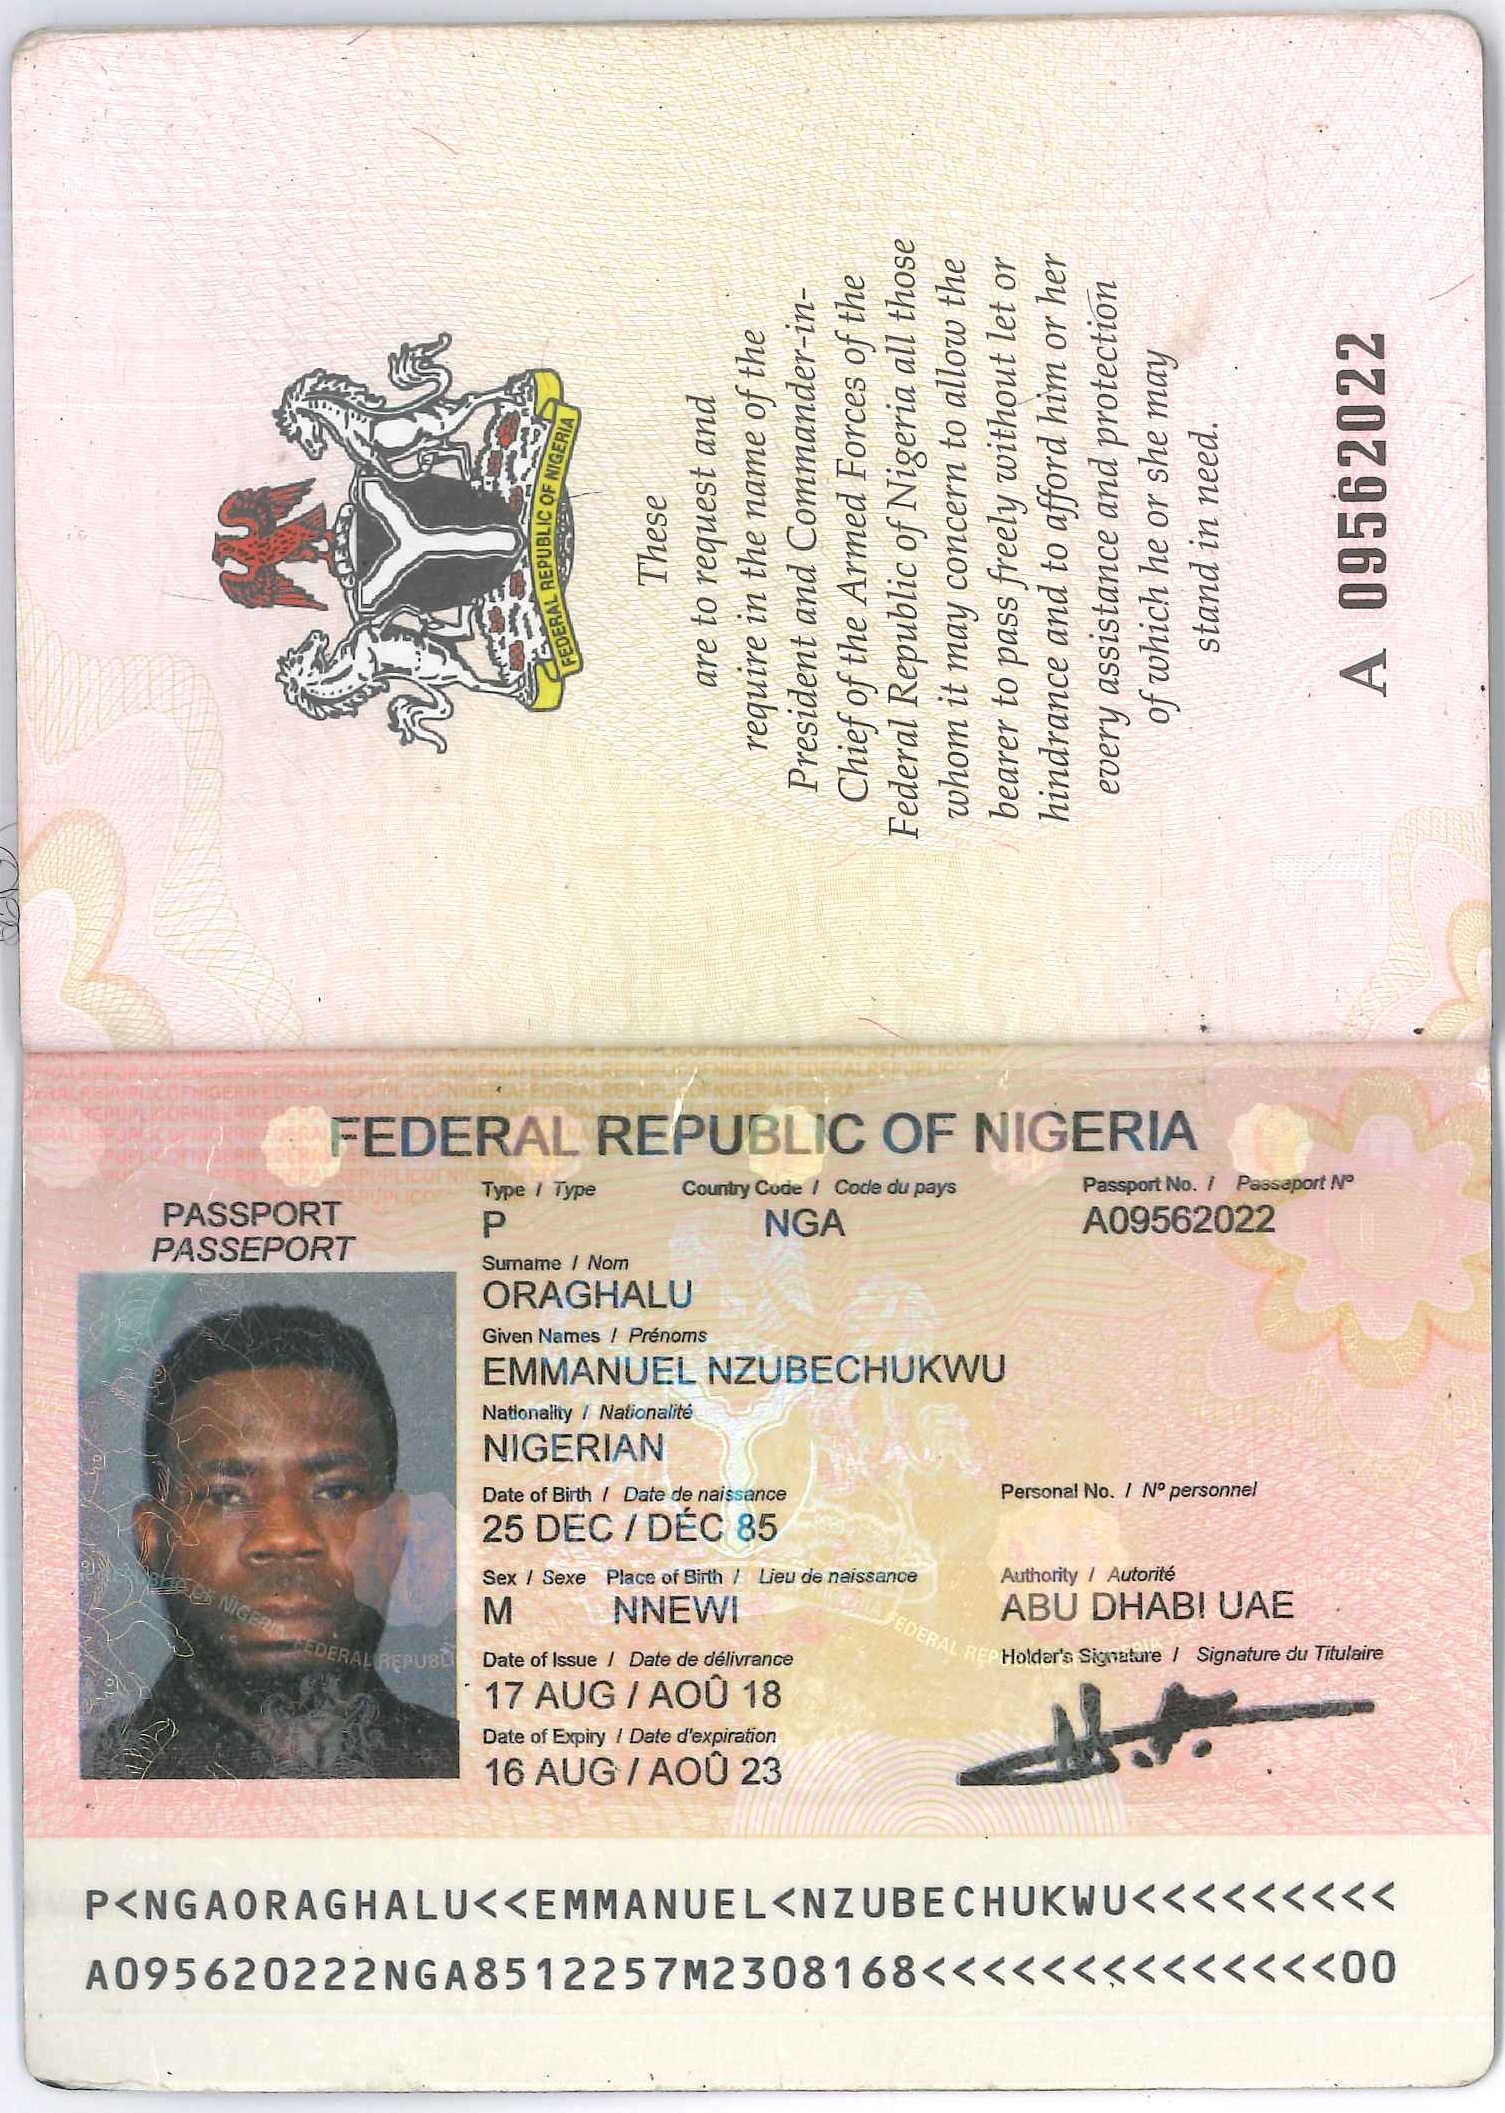 FEDERAL REPUBLIC OF NIGERIA
These
are to request and
require in the name of the
President and Commander-in-
Chief of the Armed Forces of the
Federal Republic of Nigeria all those
whom it may concern to allow the
bearer to pass freely without let or
hindrance and to afford him or her
every assistance and protection
of which he or she may
stand in need.
A 09562022
1
FEDERAL REPUBLIC OF NIGERIA
PASSPORT
PASSEPORT
Type / Type Country Code / Code du pays Passport No. / Passeport Nº
P NGA A09562022
Surname / Nom
ORAGHALU
Given Names / Prénoms
EMMANUEL NZUBECHUKWU
Nationality / Nationalité
NIGERIAN
Date of Birth / Date de naissance Personal No. / Nº personnel
25 DEC / DÉC 85
Sex / Sexe Place of Birth / Lieu de naissance Authority / Autorité
M NNEWI ABU DHABI UAE
Date of Issue / Date de délivrance Holder's Signature / Signature du Titulaire
17 AUG / AOÛ 18
Date of Expiry / Date d'expiration
16 AUG / AOÛ 23
P<NGAORAGHALU<<EMMANUEL<NZUBECHUKWU<<<<<<<<<
A095620222NGA8512257M2308168<<<<<<<<<<<<<<00